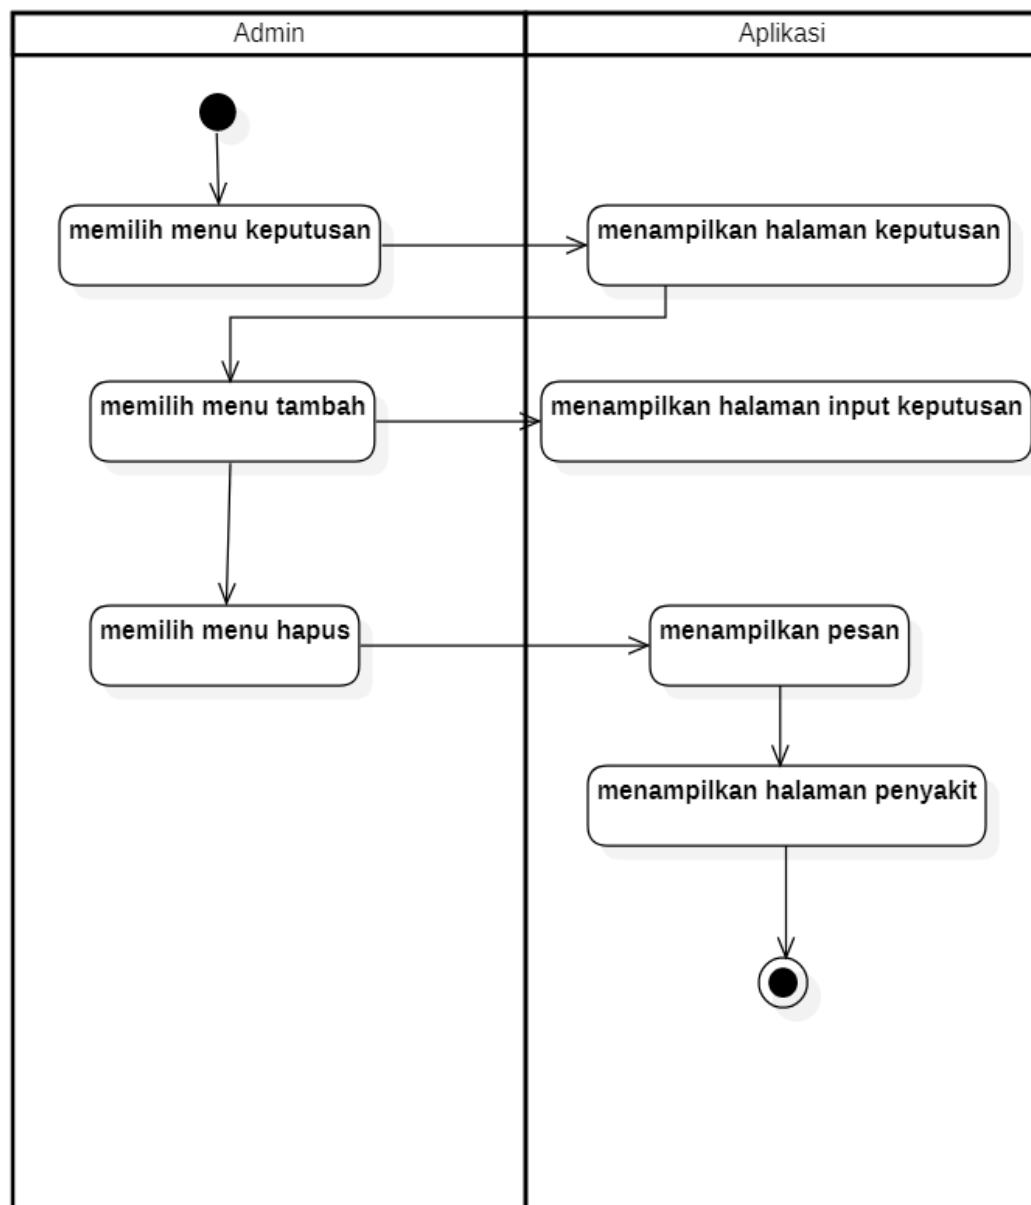 Admin
Aplikasi
memilih menu keputusan
menampilkan halaman keputusan
memilih menu tambah
menampilkan halaman input keputusan
memilih menu hapus
menampilkan pesan
menampilkan halaman penyakit